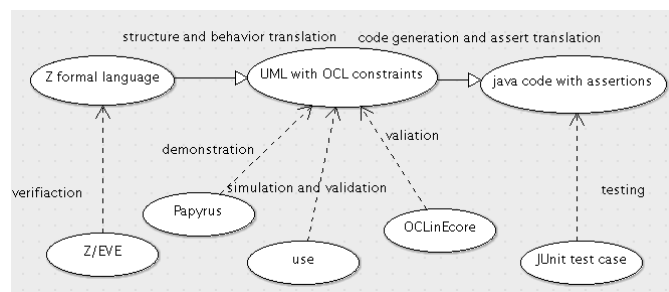 structure and behavior translation
code generation and assert translation
Z formal language
UML with OCL constraints
java code with assertions
demonstration
valiation
verifiaction
simulation and validation
testing
Papyrus
OCLinEcore
Z/EVE
use
JUnit test case